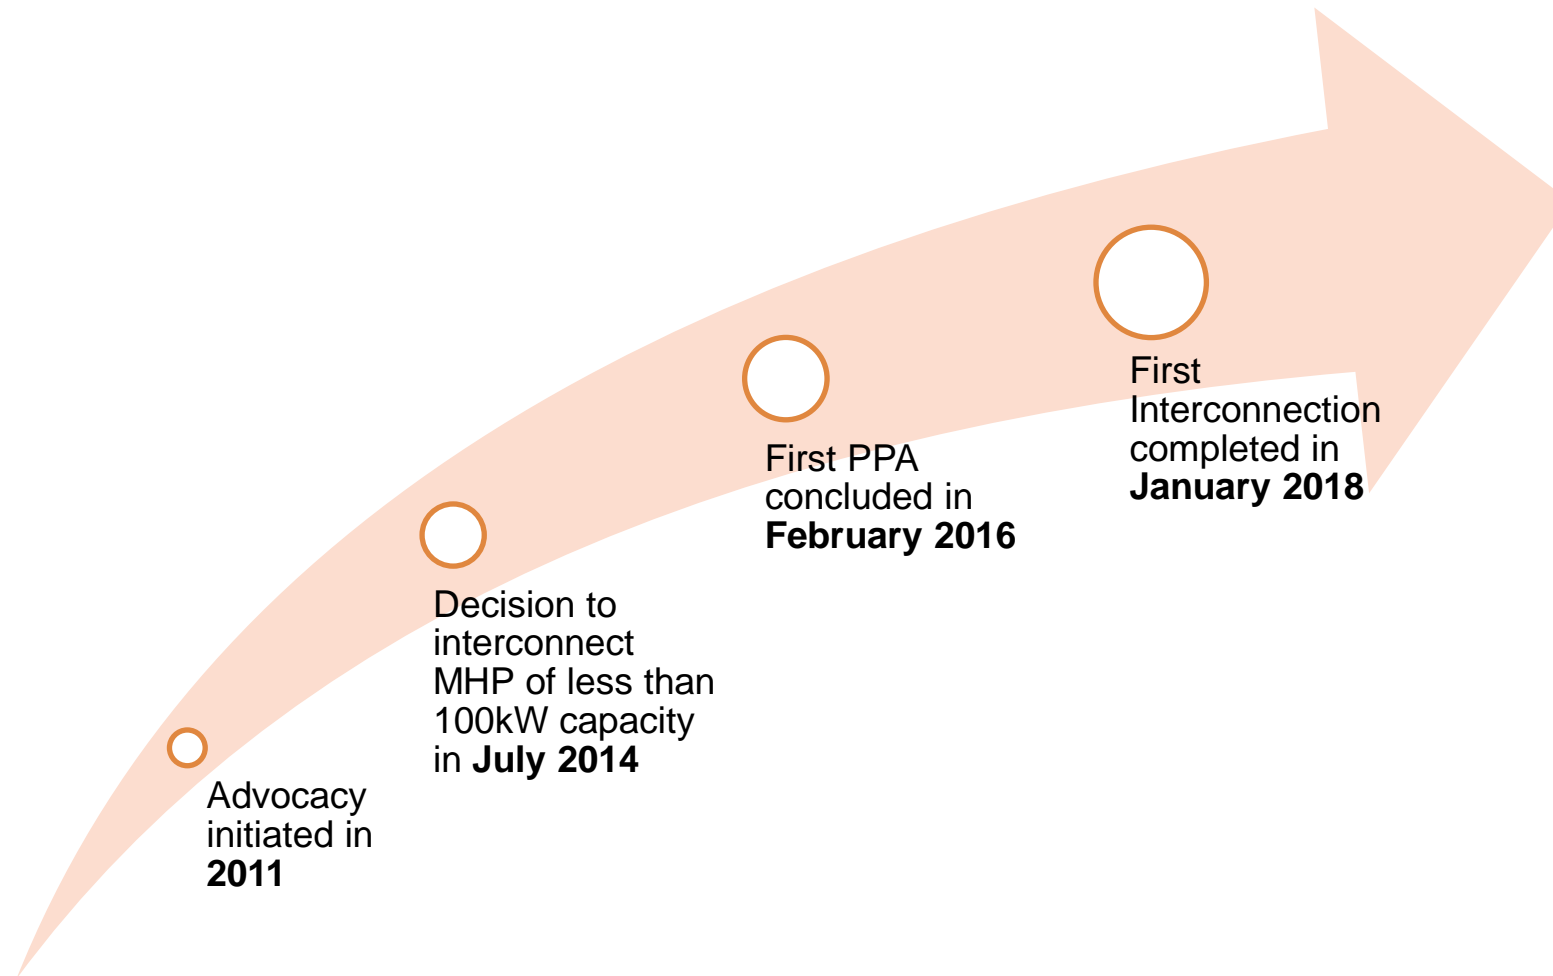 Advocacy
initiated in
2011
Decision to
interconnect
MHP of less than
100kW capacity
in July 2014
First PPA
concluded in
February 2016
First
Interconnection
completed in
January 2018